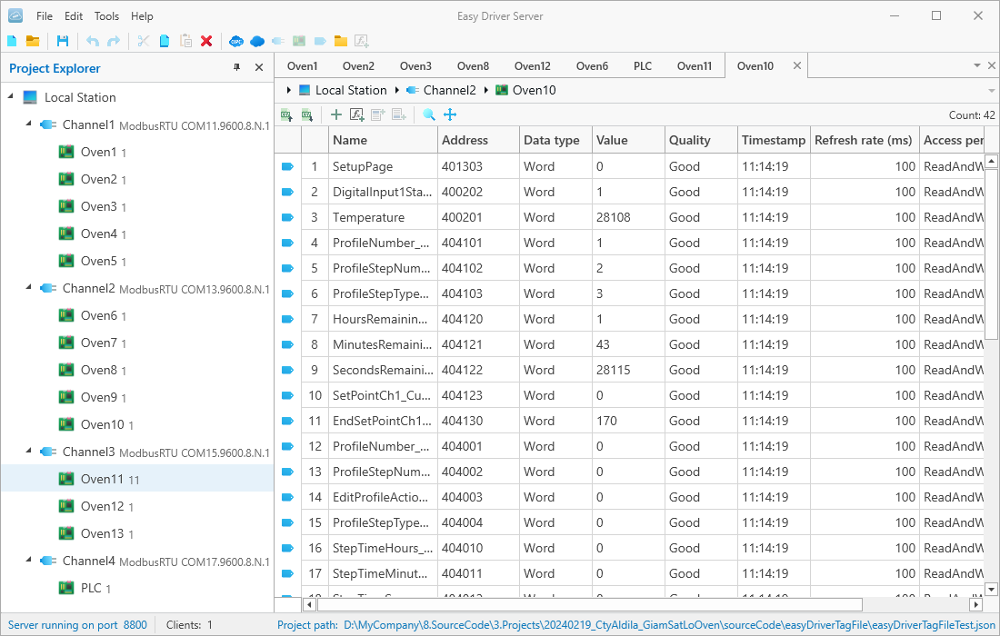 File Edit Tools Help Easy Driver Server
Project Explorer
Local Station
Channel1 ModbusRTU COM11.9600.8.N.1
Oven1 1
Oven2 1
Oven3 1
Oven4 1
Oven5 1
Channel2 ModbusRTU COM13.9600.8.N.1
Oven6 1
Oven7 1
Oven8 1
Oven9 1
Oven10 1
Channel3 ModbusRTU COM15.9600.8.N.1
Oven11 11
Oven12 1
Oven13 1
Channel4 ModbusRTU COM17.9600.8.N.1
PLC 1
Oven1 Oven2 Oven3 Oven8 Oven12 Oven6 PLC Oven11 Oven10
Local Station Channel2 Oven10
Count: 42
Name Address Data type Value Quality Timestamp Refresh rate (ms) Access per
1 SetupPage 401303 Word 0 Good 11:14:19 100 ReadAndW
2 DigitalInput1Sta... 400202 Word 1 Good 11:14:19 100 ReadAndW
3 Temperature 400201 Word 28108 Good 11:14:19 100 ReadAndW
4 ProfileNumber_... 404101 Word 1 Good 11:14:19 100 ReadAndW
5 ProfileStepNum... 404102 Word 2 Good 11:14:19 100 ReadAndW
6 ProfileStepType... 404103 Word 3 Good 11:14:19 100 ReadAndW
7 HoursRemainin... 404120 Word 1 Good 11:14:19 100 ReadAndW
8 MinutesRemaini... 404121 Word 43 Good 11:14:19 100 ReadAndW
9 SecondsRemaini... 404122 Word 28115 Good 11:14:19 100 ReadAndW
10 SetPointCh1_Cu... 404123 Word 0 Good 11:14:19 100 ReadAndW
11 EndSetPointCh1... 404130 Word 170 Good 11:14:19 100 ReadAndW
12 ProfileNumber_... 404001 Word 0 Good 11:14:19 100 ReadAndW
13 ProfileStepNum... 404002 Word 0 Good 11:14:19 100 ReadAndW
14 EditProfileActio... 404003 Word 0 Good 11:14:19 100 ReadAndW
15 ProfileStepType... 404004 Word 0 Good 11:14:19 100 ReadAndW
16 StepTimeHours_... 404010 Word 0 Good 11:14:19 100 ReadAndW
17 StepTimeMinut... 404011 Word 0 Good 11:14:19 100 ReadAndW
Server running on port 8800 Clients: 1 Project path: D:\MyCompany\8.SourceCode\3.Projects\20240219_CtyAldila_GiamSatLoOven\sourceCode\easyDriverTagFile\easyDriverTagFileTest.json